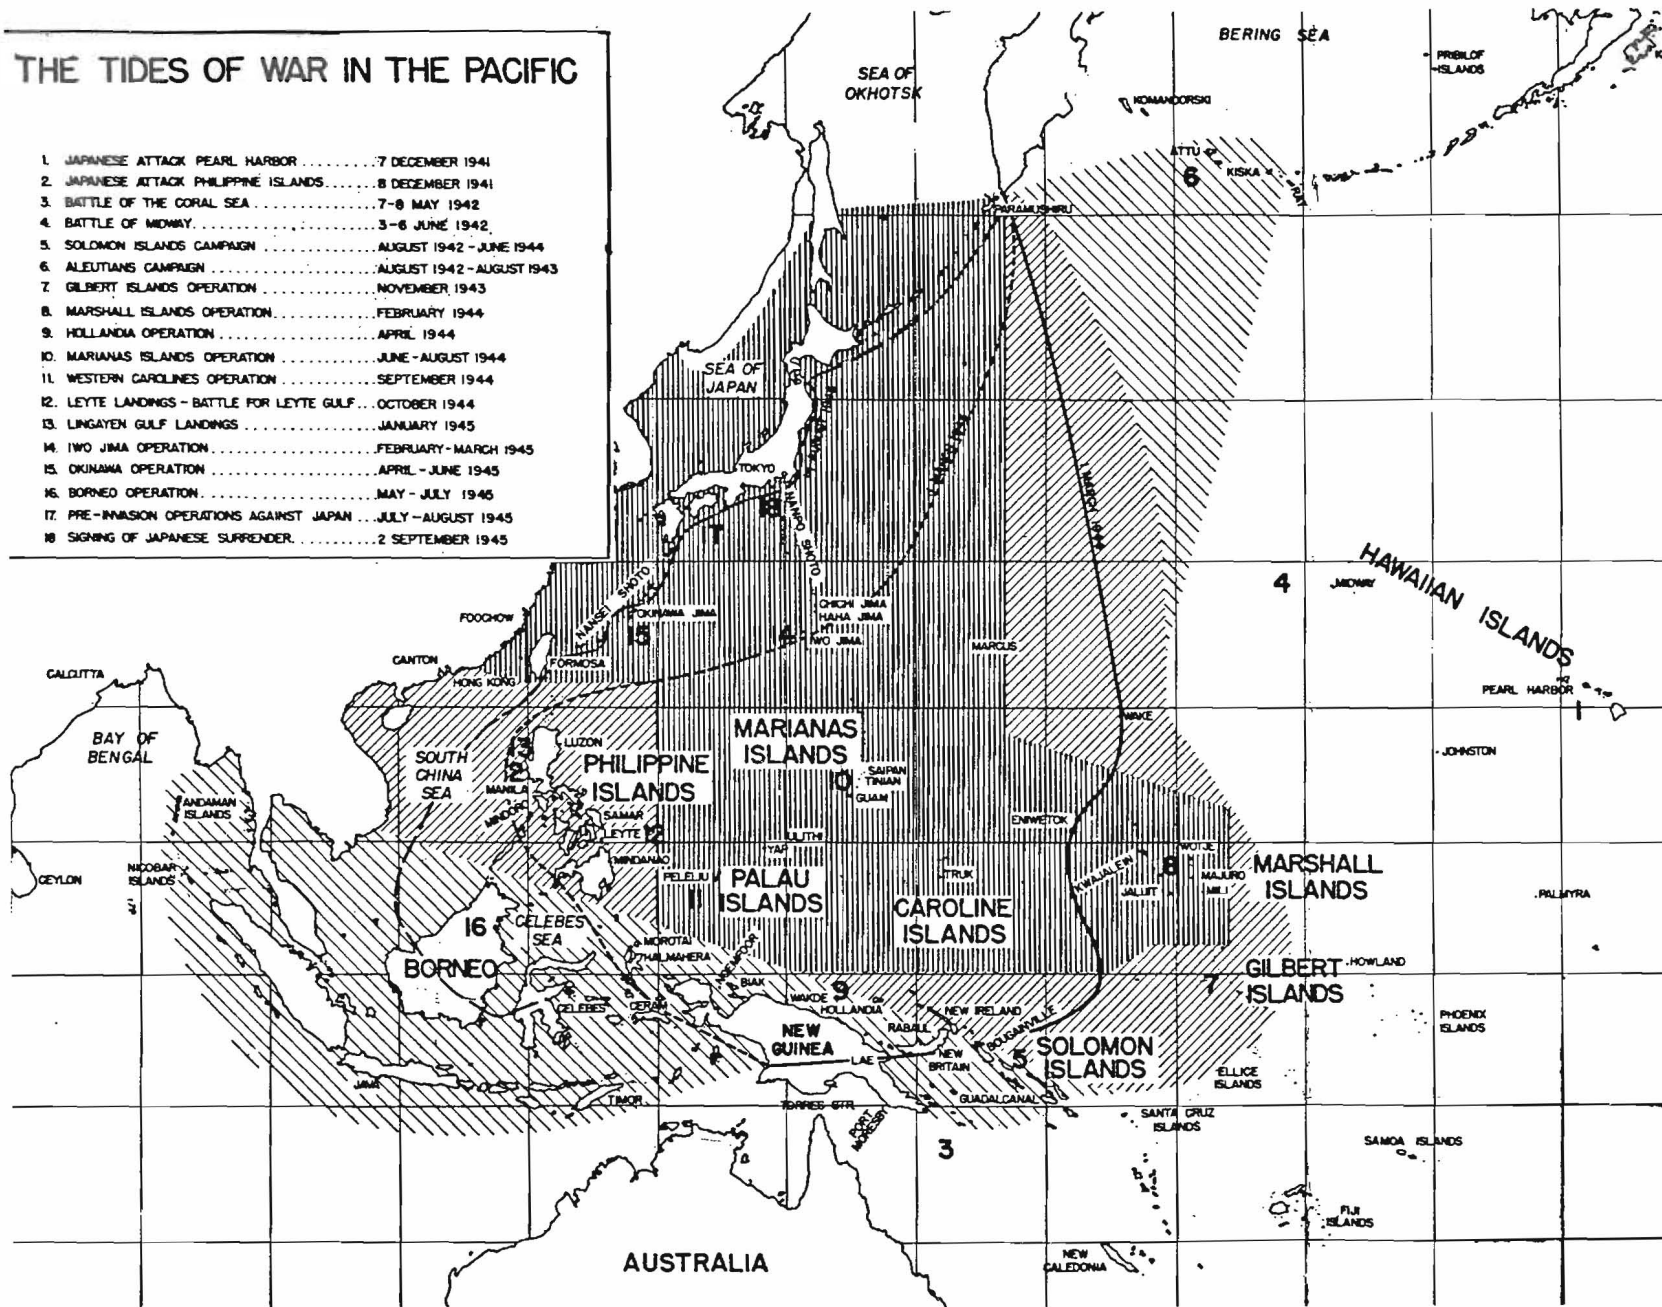 THE TIDES OF WAR IN THE PACIFIC
1. JAPANESE ATTACK PEARL HARBOR .........7 DECEMBER 1941
2. JAPANESE ATTACK PHILIPPINE ISLANDS.......8 DECEMBER 1941
3. BATTLE OF THE CORAL SEA ...............7-8 MAY 1942
4. BATTLE OF MIDWAY......................3-6 JUNE 1942
5. SOLOMON ISLANDS CAMPAIGN ..............AUGUST 1942 - JUNE 1944
6. ALEUTIANS CAMPAIGN ....................AUGUST 1942 - AUGUST 1943
7. GILBERT ISLANDS OPERATION ..............NOVEMBER 1943
8. MARSHALL ISLANDS OPERATION.............FEBRUARY 1944
9. HOLLANDIA OPERATION ...................APRIL 1944
10. MARIANAS ISLANDS OPERATION ............JUNE - AUGUST 1944
11. WESTERN CAROLINES OPERATION ............SEPTEMBER 1944
12. LEYTE LANDINGS - BATTLE FOR LEYTE GULF...OCTOBER 1944
13. LINGAYEN GULF LANDINGS .................JANUARY 1945
14. IWO JIMA OPERATION.....................FEBRUARY-MARCH 1945
15. OKINAWA OPERATION .....................APRIL - JUNE 1945
16. BORNEO OPERATION......................MAY - JULY 1945
17. PRE-INVASION OPERATIONS AGAINST JAPAN ...JULY-AUGUST 1945
18 SIGNING OF JAPANESE SURRENDER...........2 SEPTEMBER 1945
BERING SEA
PRIBILOF
ISLANDS
SEA OF
OKHOTSK
KOMANDORSKI
ATTU
6
KISKA
RAT
PARAMUSHIRU
SEA OF
JAPAN
TOKYO
18
17
NANPO SHOTO
1 MARCH 1944
NANSEI SHOTO
OKINAWA JIMA
15
CHICHI JIMA
HAHA JIMA
IWO JIMA
MARCUS
4
MIDWAY
HAWAIIAN ISLANDS
PEARL HARBOR
1
JOHNSTON
FOOCHOW
CANTON
HONG KONG
FORMOSA
CALCUTTA
BAY OF
BENGAL
SOUTH
CHINA
SEA
13
2
LUZON
MANILA
MINDORO
PHILIPPINE
ISLANDS
SAMAR
LEYTE
12
MINDANAO
MARIANAS
ISLANDS
10
SAIPAN
TINIAN
GUAM
WAKE
ENIWETOK
ULITHI
YAP
PELELIU
11
PALAU
ISLANDS
TRUK
CAROLINE
ISLANDS
KWAJALEIN
8
WOTJE
MAJURO
MILI
JALUIT
MARSHALL
ISLANDS
PALMYRA
ANDAMAN
ISLANDS
NICOBAR
ISLANDS
CEYLON
16
CELEBES
SEA
BORNEO
MOROTAI
HALMAHERA
NOEMFOOR
BIAK
CELEBES
CERAM
WAKDE
9
HOLLANDIA
NEW IRELAND
RABAUL
BOUGAINVILLE
7
GILBERT
ISLANDS
HOWLAND
PHOENIX
ISLANDS
NEW
GUINEA
LAE
NEW
BRITAIN
5
SOLOMON
ISLANDS
ELLICE
ISLANDS
JAVA
TIMOR
TORRES STR
PORT
MORESBY
GUADALCANAL
SANTA CRUZ
ISLANDS
3
SAMOA ISLANDS
FIJI
ISLANDS
NEW
CALEDONIA
AUSTRALIA